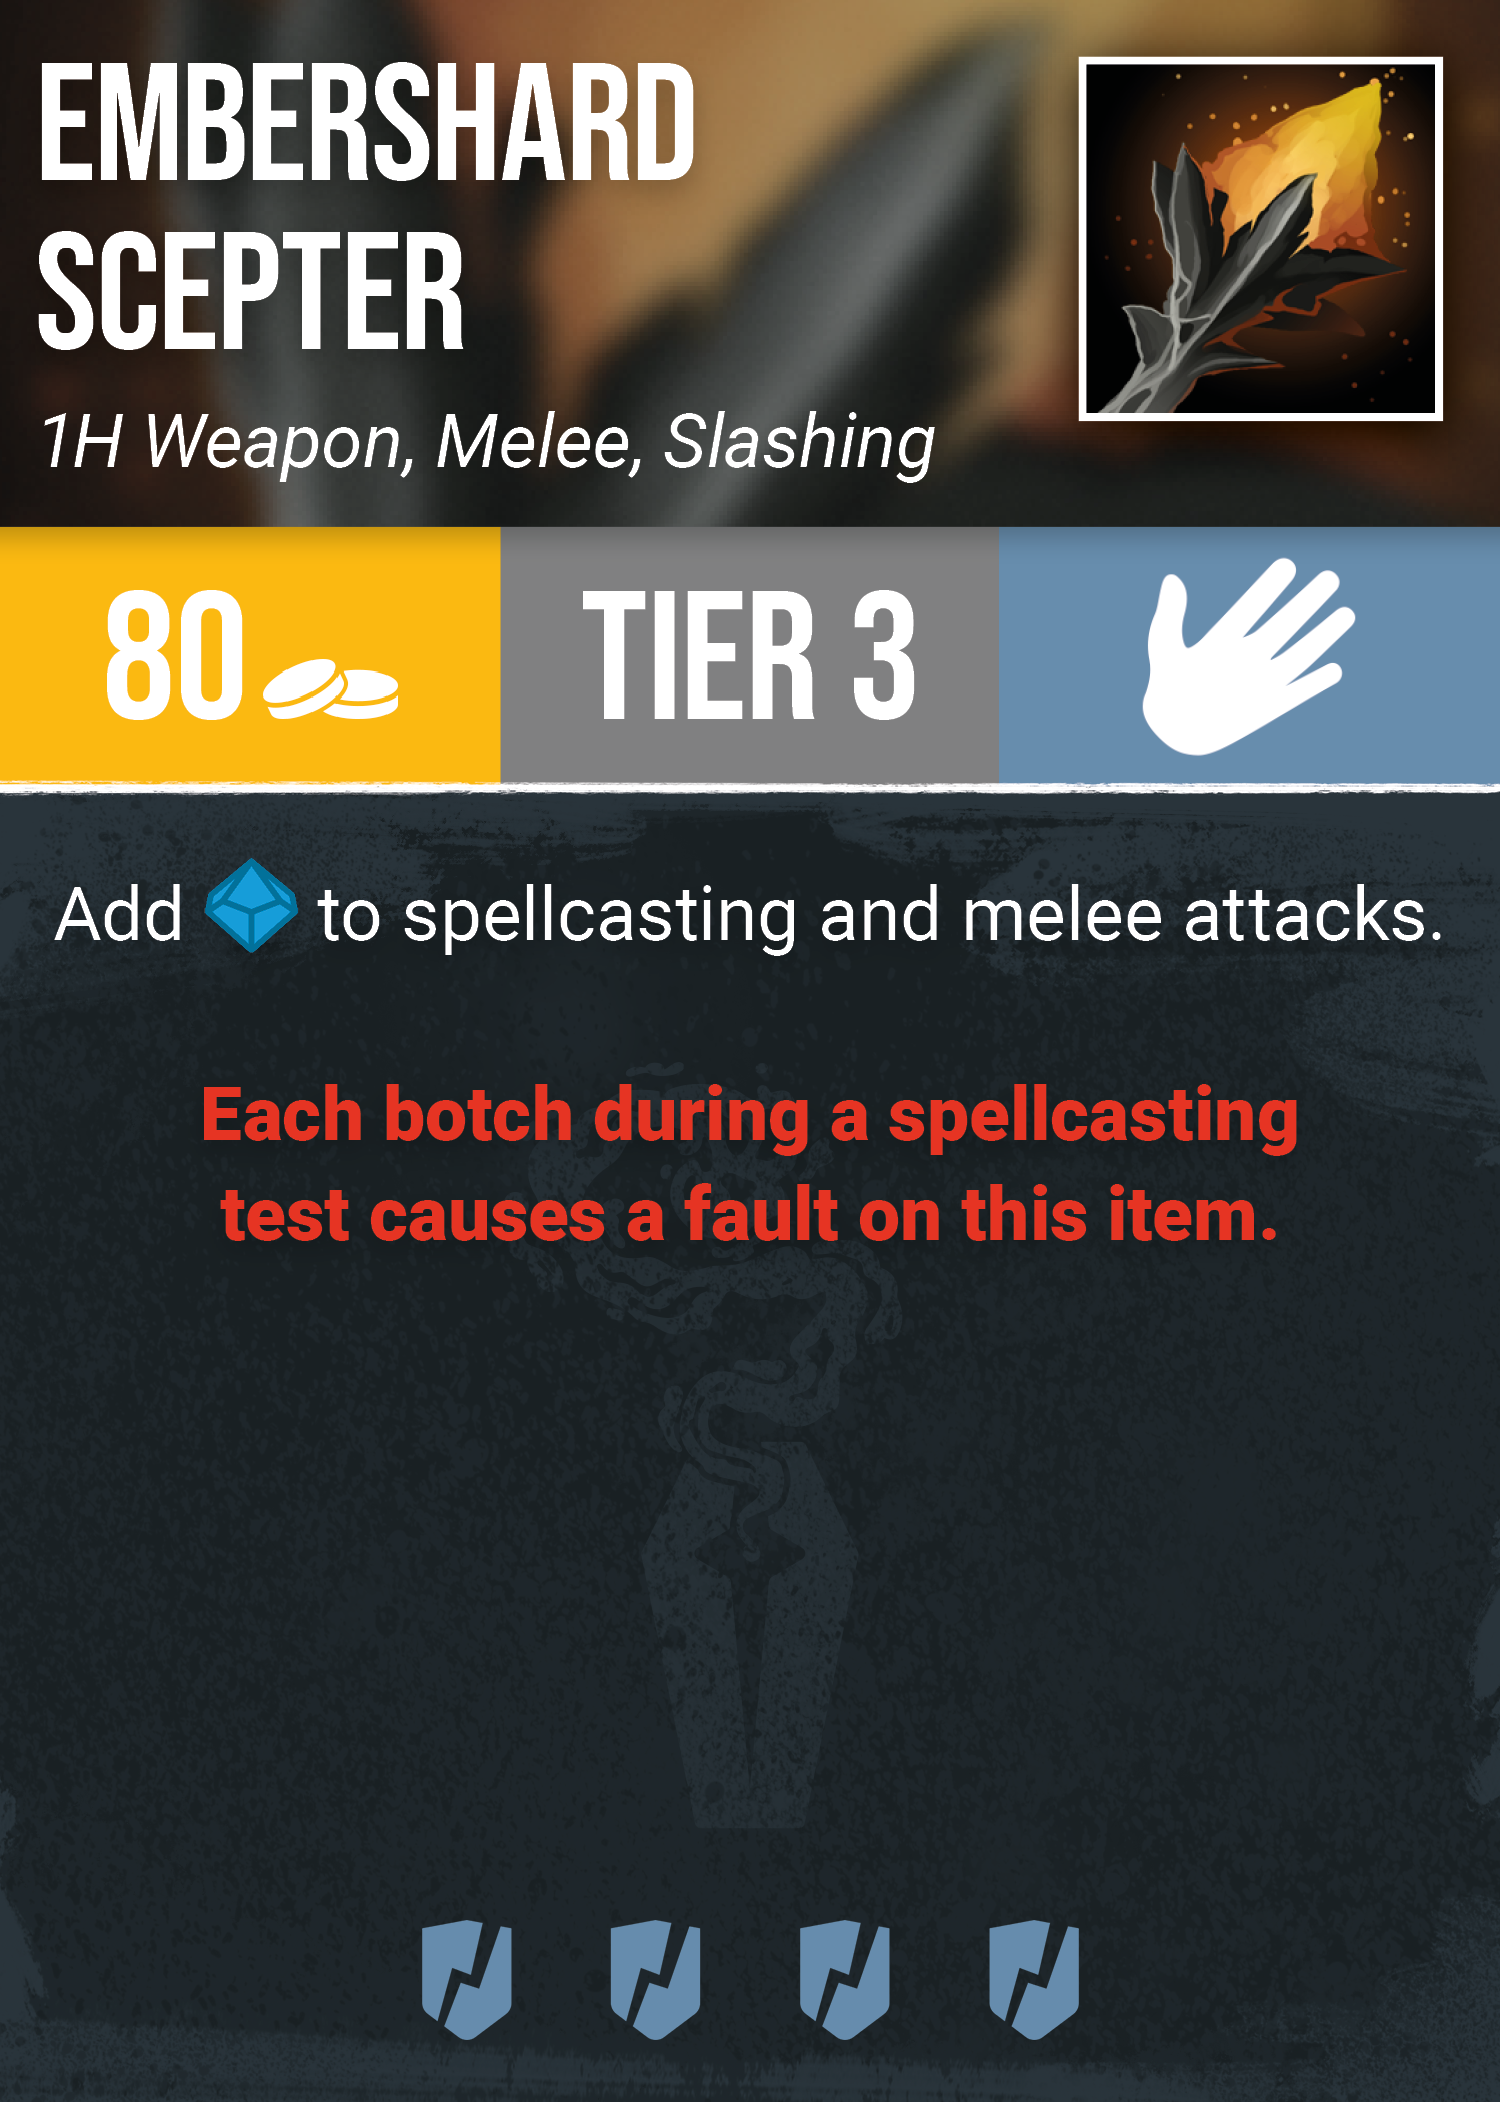 EMBERSHARD
SCEPTER
1H Weapon, Melee, Slashing
80
TIER 3
Add to spellcasting and melee attacks.
Each botch during a spellcasting
test causes a fault on this item.